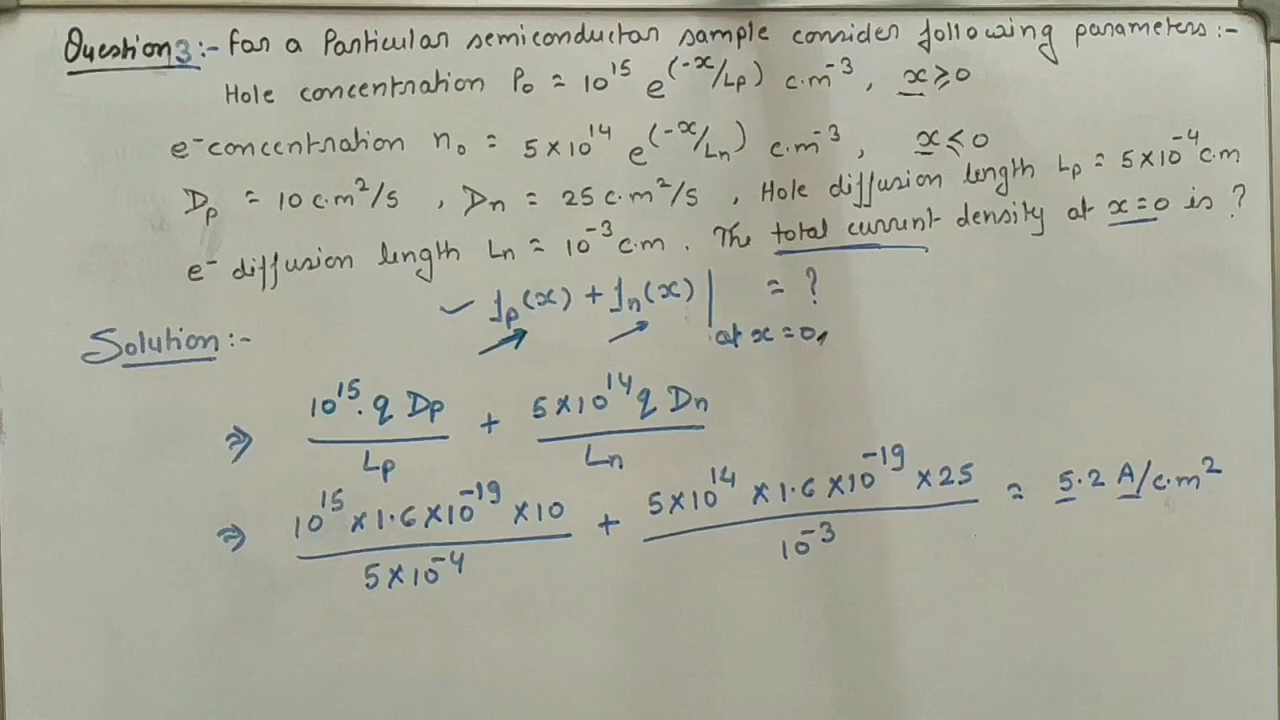 Question 3:- For a Particular semiconductor sample consider following parameters:-
Hole concentration P₀ = 10¹⁵ e^(-x/Lp) c.m⁻³, x ≥ 0
e⁻concentration n₀ = 5×10¹⁴ e^(-x/Ln) c.m⁻³, x ≤ 0
Dp = 10 c.m²/s, Dn = 25 c.m²/s, Hole diffusion length Lp = 5×10⁻⁴ c.m
e⁻ diffusion length Ln = 10⁻³ c.m. The total current density at x=0 is ?
✓ Jp(x) + Jn(x) | at x=0, = ?
Solution:-
⇒ 10¹⁵. q Dp / Lp + 5×10¹⁴ q Dn / Ln
⇒ 10¹⁵ × 1.6 × 10⁻¹⁹ × 10 / 5×10⁻⁴ + 5×10¹⁴ × 1.6 × 10⁻¹⁹ × 25 / 10⁻³ = 5.2 A/c.m²